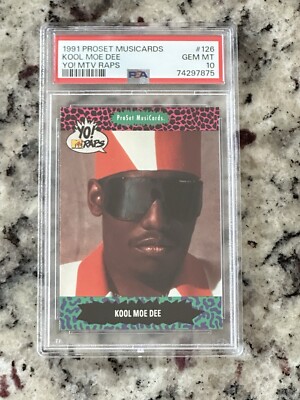 1991 PROSET MUSICARDS #126
KOOL MOE DEE GEM MT
YO! MTV RAPS 10
PSA 74297875
ProSet MusiCards
YO!
MTV
RAPS
KOOL MOE DEE